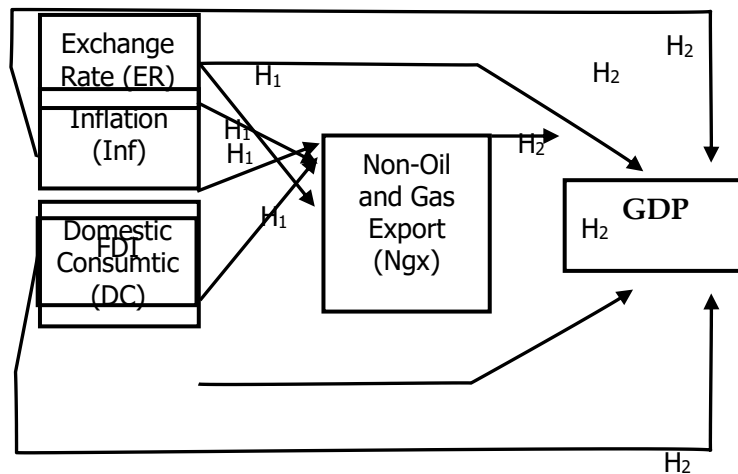 Exchange
Rate (ER)
Inflation
(Inf)
FDI
Domestic
Consumtic
(DC)
H1
H1
H1
H1
Non-Oil
and Gas
Export
(Ngx)
H2
H2
H2
H2
GDP
H2